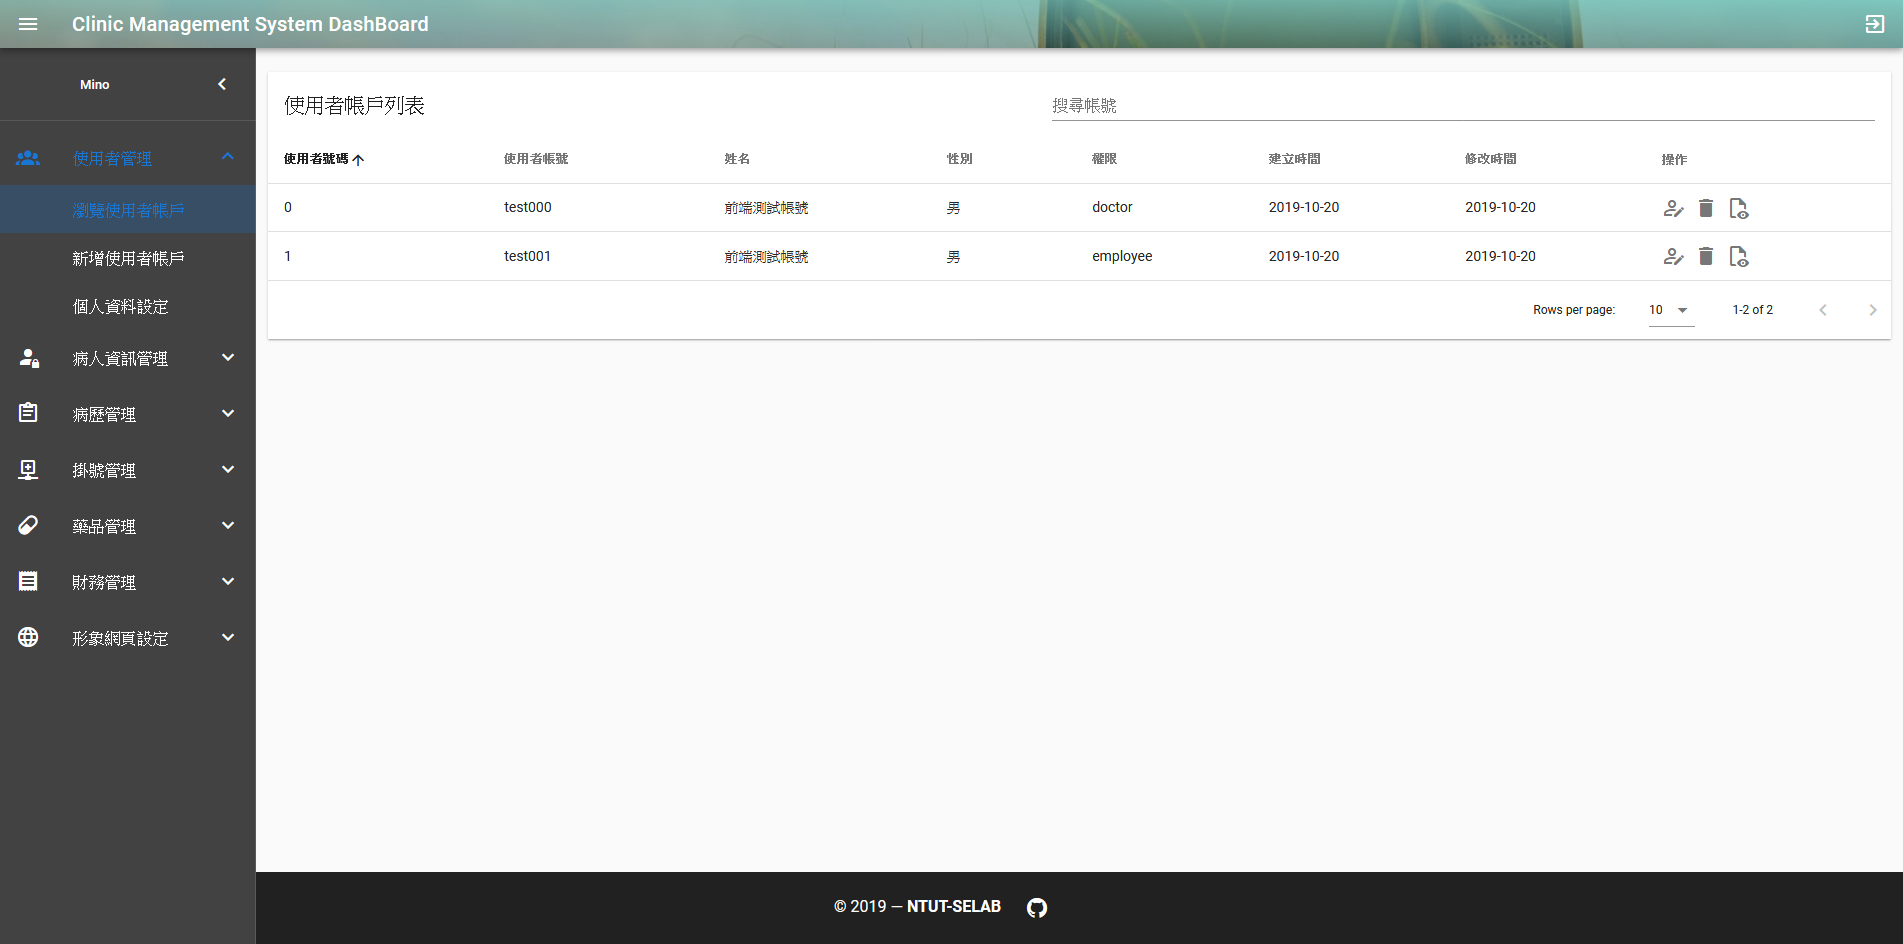 Clinic Management System DashBoard
Mino
使用者管理
瀏覽使用者帳戶
新增使用者帳戶
個人資料設定
病人資訊管理
病歷管理
掛號管理
藥品管理
財務管理
形象網頁設定
使用者帳戶列表 搜尋帳號
使用者號碼 使用者帳號 姓名 性別 權限 建立時間 修改時間 操作
0 test000 前端測試帳號 男 doctor 2019-10-20 2019-10-20
1 test001 前端測試帳號 男 employee 2019-10-20 2019-10-20
Rows per page: 10 1-2 of 2
© 2019 — NTUT-SELAB